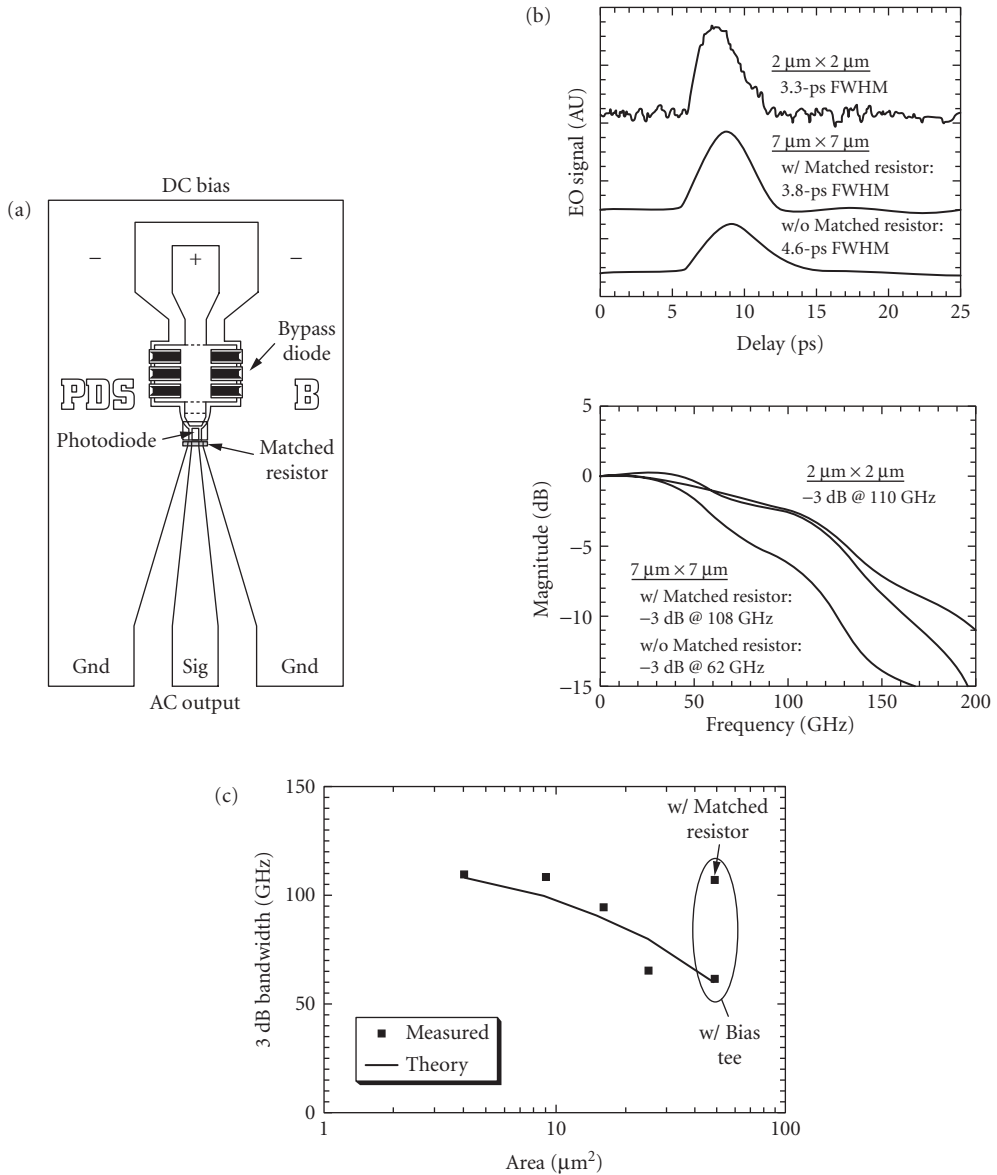 (a)
DC bias
− + −
Bypass
diode
PDS B
Photodiode
Matched
resistor
Gnd Sig Gnd
AC output
(b)
EO signal (AU)
2 µm × 2 µm
3.3-ps FWHM
7 µm × 7 µm
w/ Matched resistor:
3.8-ps FWHM
w/o Matched resistor:
4.6-ps FWHM
0 5 10 15 20 25
Delay (ps)
Magnitude (dB)
5
0
−5
−10
−15
2 µm × 2 µm
−3 dB @ 110 GHz
7 µm × 7 µm
w/ Matched resistor:
−3 dB @ 108 GHz
w/o Matched resistor:
−3 dB @ 62 GHz
0 50 100 150 200
Frequency (GHz)
(c)
3 dB bandwidth (GHz)
150
100
50
0
w/ Matched
resistor
w/ Bias
tee
Measured
Theory
1 10 100
Area (µm²)